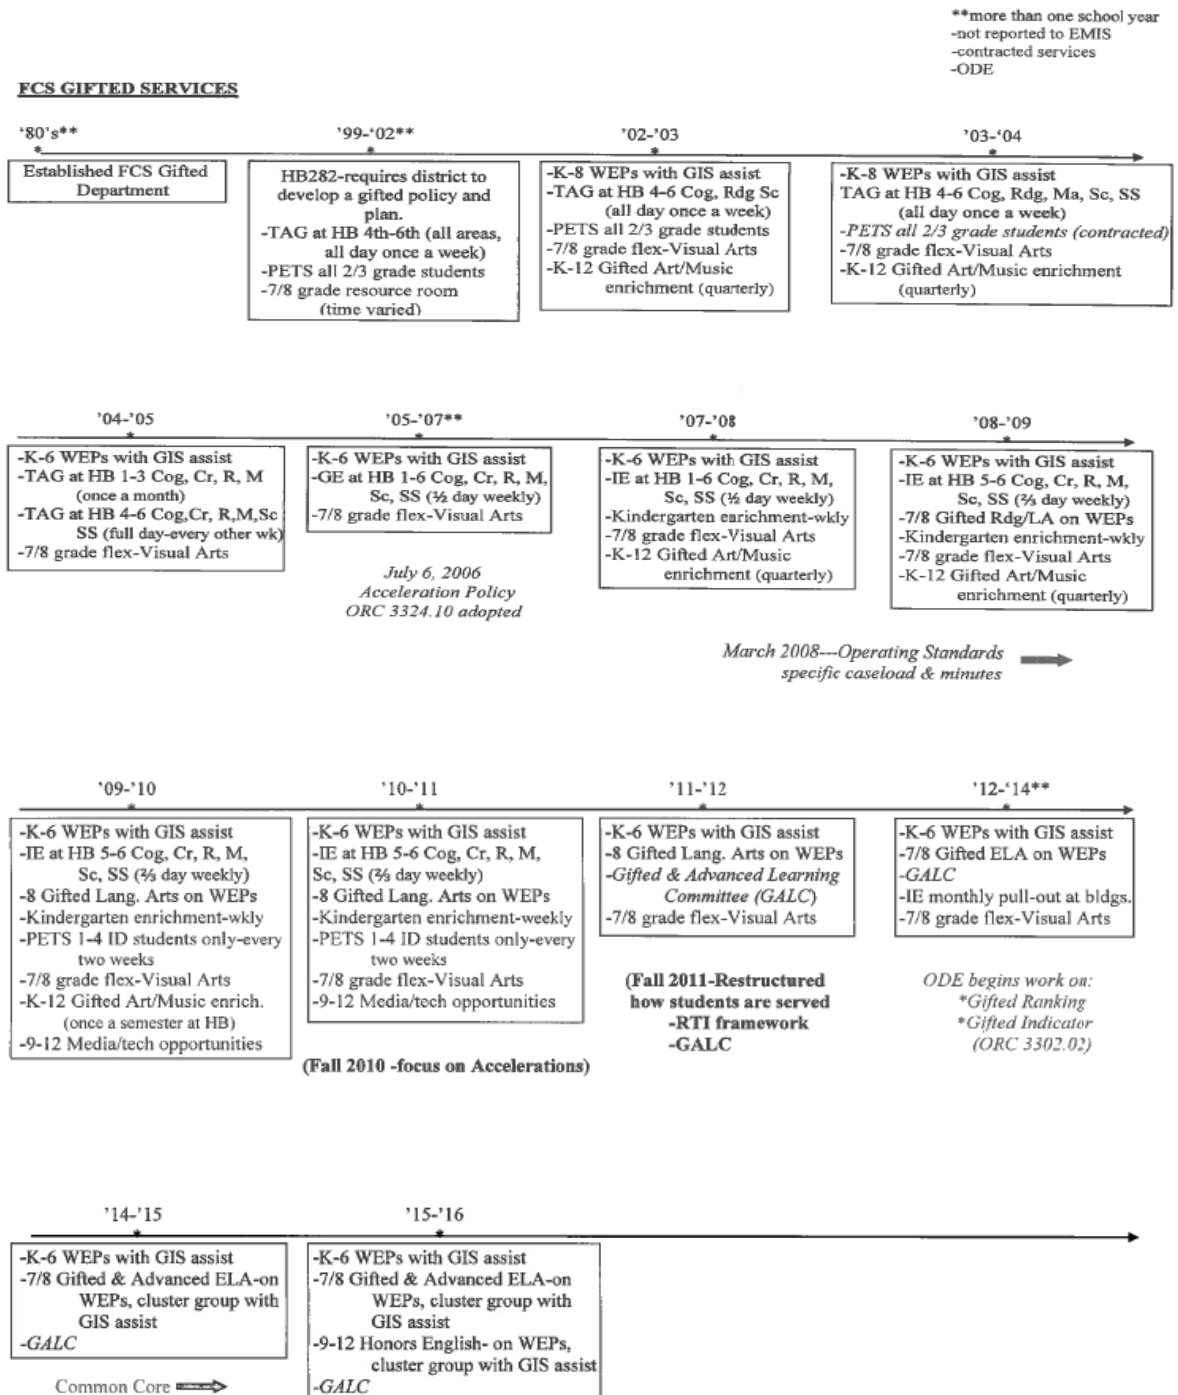 **more than one school year
-not reported to EMIS
-contracted services
-ODE
FCS GIFTED SERVICES
'80's**
Established FCS Gifted
Department
'99-'02**
HB282-requires district to
develop a gifted policy and
plan.
-TAG at HB 4th-6th (all areas,
all day once a week)
-PETS all 2/3 grade students
-7/8 grade resource room
(time varied)
'02-'03
-K-8 WEPs with GIS assist
-TAG at HB 4-6 Cog, Rdg Sc
(all day once a week)
-PETS all 2/3 grade students
-7/8 grade flex-Visual Arts
-K-12 Gifted Art/Music
enrichment (quarterly)
'03-'04
-K-8 WEPs with GIS assist
TAG at HB 4-6 Cog, Rdg, Ma, Sc, SS
(all day once a week)
-PETS all 2/3 grade students (contracted)
-7/8 grade flex-Visual Arts
-K-12 Gifted Art/Music enrichment
(quarterly)
'04-'05
-K-6 WEPs with GIS assist
-TAG at HB 1-3 Cog, Cr, R, M
(once a month)
-TAG at HB 4-6 Cog,Cr, R,M,Sc
SS (full day-every other wk)
-7/8 grade flex-Visual Arts
'05-'07**
-K-6 WEPs with GIS assist
-GE at HB 1-6 Cog, Cr, R, M,
Sc, SS (½ day weekly)
-7/8 grade flex-Visual Arts
July 6, 2006
Acceleration Policy
ORC 3324.10 adopted
'07-'08
-K-6 WEPs with GIS assist
-IE at HB 1-6 Cog, Cr, R, M,
Sc, SS (½ day weekly)
-Kindergarten enrichment-wkly
-7/8 grade flex-Visual Arts
-K-12 Gifted Art/Music
enrichment (quarterly)
'08-'09
-K-6 WEPs with GIS assist
-IE at HB 5-6 Cog, Cr, R, M,
Sc, SS (⅔ day weekly)
-7/8 Gifted Rdg/LA on WEPs
-Kindergarten enrichment-wkly
-7/8 grade flex-Visual Arts
-K-12 Gifted Art/Music
enrichment (quarterly)
March 2008---Operating Standards
specific caseload & minutes
'09-'10
-K-6 WEPs with GIS assist
-IE at HB 5-6 Cog, Cr, R, M,
Sc, SS (⅔ day weekly)
-8 Gifted Lang. Arts on WEPs
-Kindergarten enrichment-wkly
-PETS 1-4 ID students only-every
two weeks
-7/8 grade flex-Visual Arts
-K-12 Gifted Art/Music enrich.
(once a semester at HB)
-9-12 Media/tech opportunities
'10-'11
-K-6 WEPs with GIS assist
-IE at HB 5-6 Cog, Cr, R, M,
Sc, SS (⅔ day weekly)
-8 Gifted Lang. Arts on WEPs
-Kindergarten enrichment-weekly
-PETS 1-4 ID students only-every
two weeks
-7/8 grade flex-Visual Arts
-9-12 Media/tech opportunities
(Fall 2010 -focus on Accelerations)
'11-'12
-K-6 WEPs with GIS assist
-8 Gifted Lang. Arts on WEPs
-Gifted & Advanced Learning
Committee (GALC)
-7/8 grade flex-Visual Arts
(Fall 2011-Restructured
how students are served
-RTI framework
-GALC
'12-'14**
-K-6 WEPs with GIS assist
-7/8 Gifted ELA on WEPs
-GALC
-IE monthly pull-out at bldgs.
-7/8 grade flex-Visual Arts
ODE begins work on:
*Gifted Ranking
*Gifted Indicator
(ORC 3302.02)
'14-'15
-K-6 WEPs with GIS assist
-7/8 Gifted & Advanced ELA-on
WEPs, cluster group with
GIS assist
-GALC
Common Core
'15-'16
-K-6 WEPs with GIS assist
-7/8 Gifted & Advanced ELA-on
WEPs, cluster group with
GIS assist
-9-12 Honors English- on WEPs,
cluster group with GIS assist
-GALC